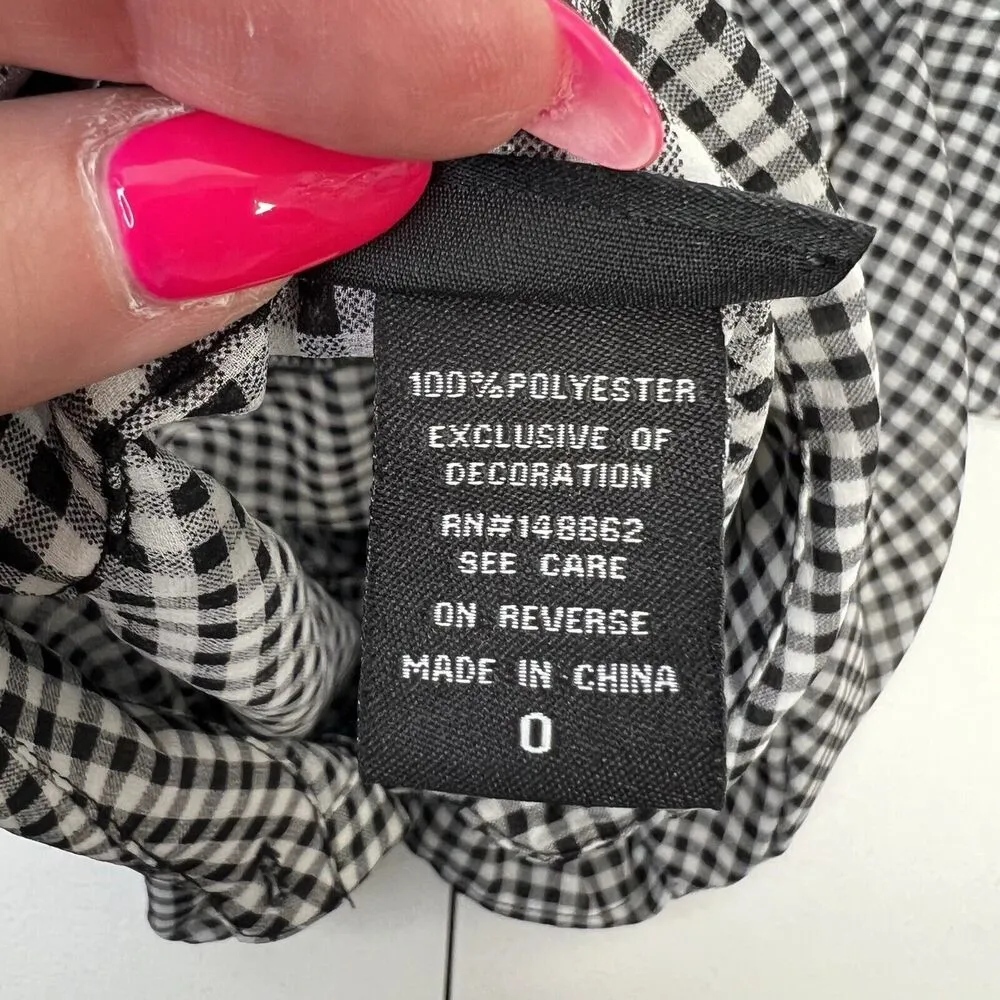 100% POLYESTER
EXCLUSIVE OF
DECORATION
RN#148862
SEE CARE
ON REVERSE
MADE IN CHINA
0